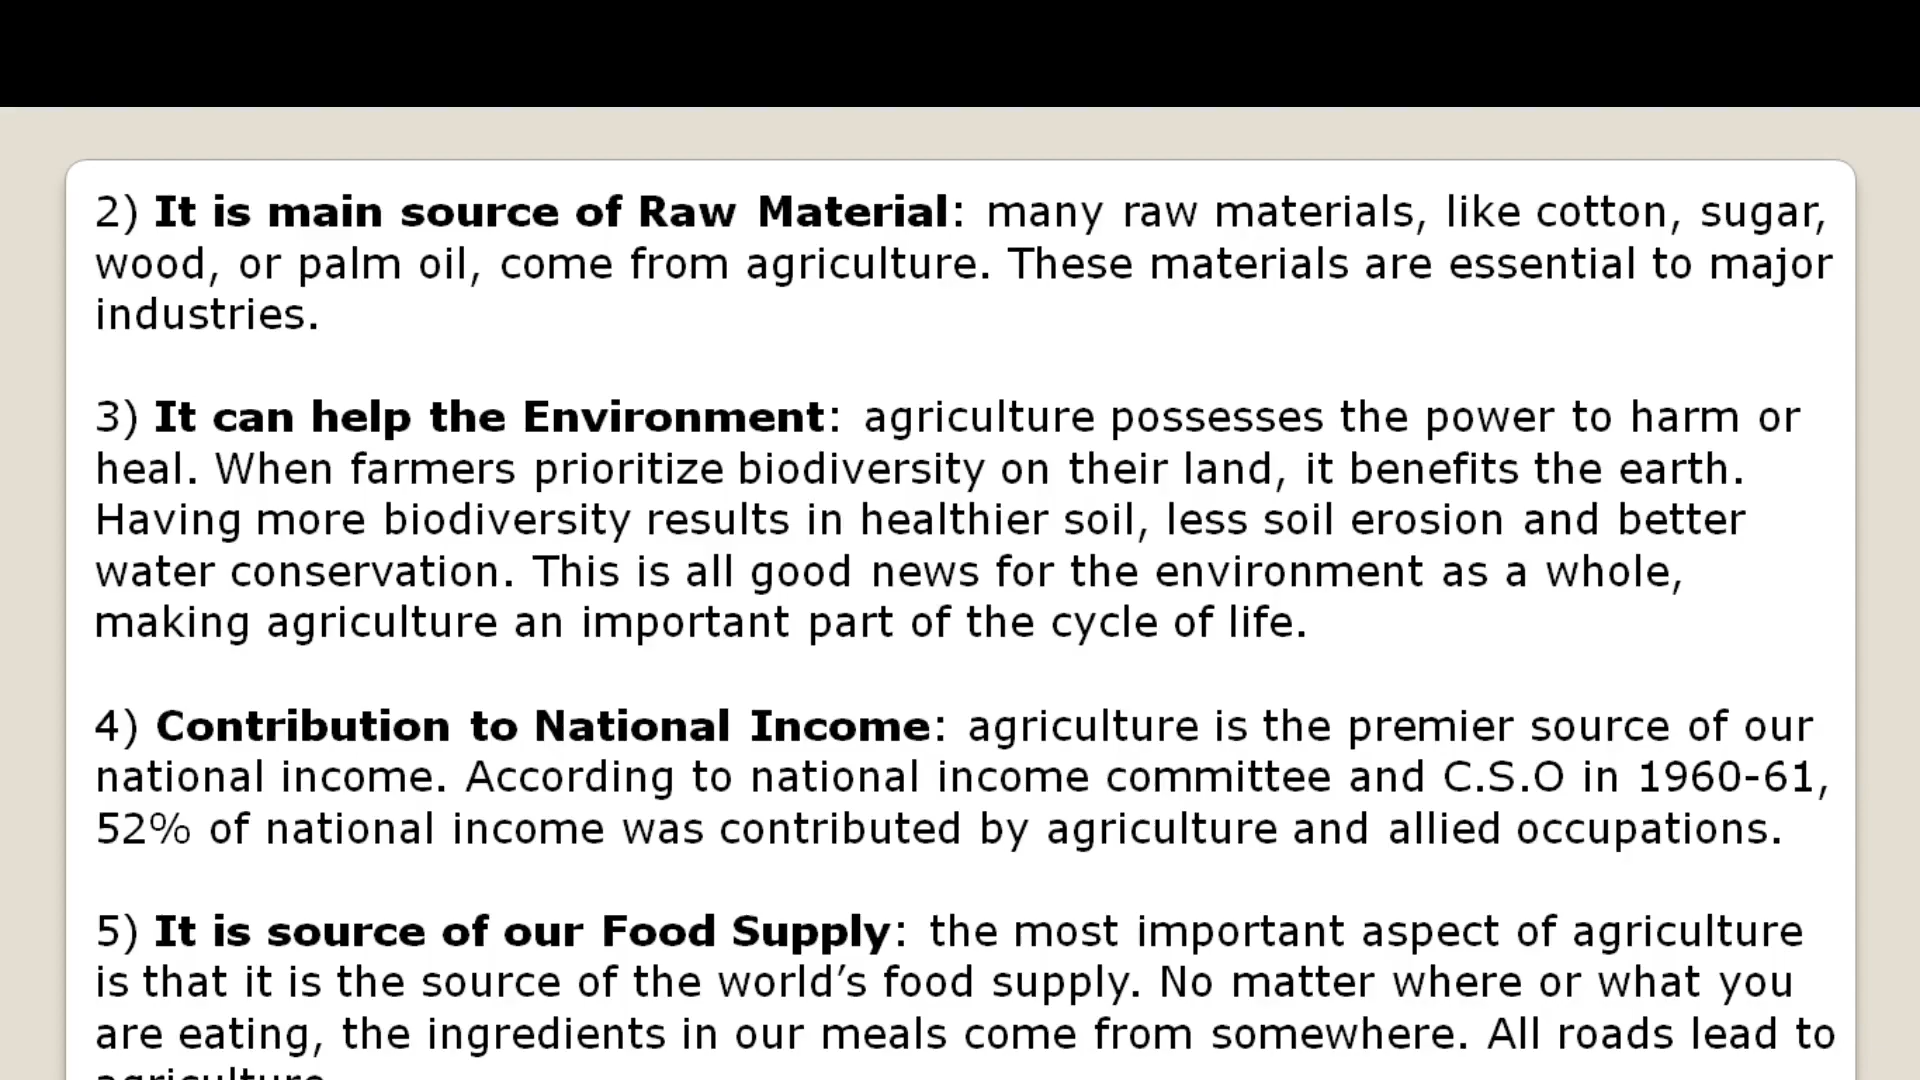 2) It is main source of Raw Material: many raw materials, like cotton, sugar,
wood, or palm oil, come from agriculture. These materials are essential to major
industries.
3) It can help the Environment: agriculture possesses the power to harm or
heal. When farmers prioritize biodiversity on their land, it benefits the earth.
Having more biodiversity results in healthier soil, less soil erosion and better
water conservation. This is all good news for the environment as a whole,
making agriculture an important part of the cycle of life.
4) Contribution to National Income: agriculture is the premier source of our
national income. According to national income committee and C.S.O in 1960-61,
52% of national income was contributed by agriculture and allied occupations.
5) It is source of our Food Supply: the most important aspect of agriculture
is that it is the source of the world’s food supply. No matter where or what you
are eating, the ingredients in our meals come from somewhere. All roads lead to
agriculture.